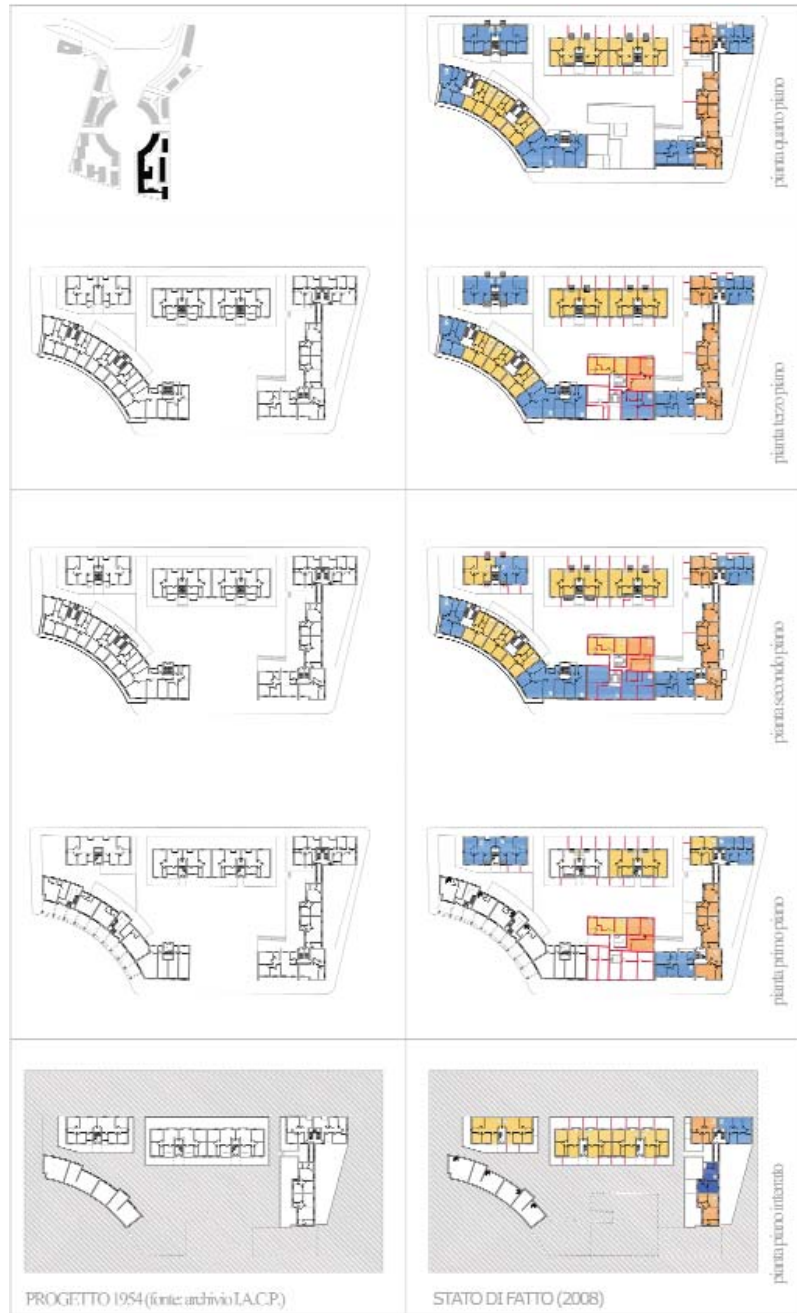 pianta quarto piano
pianta terzo piano
pianta secondo piano
pianta primo piano
pianta piano interrato
PROGETTO 1954 (fonte: archivio I.A.C.P.)
STATO DI FATTO (2008)